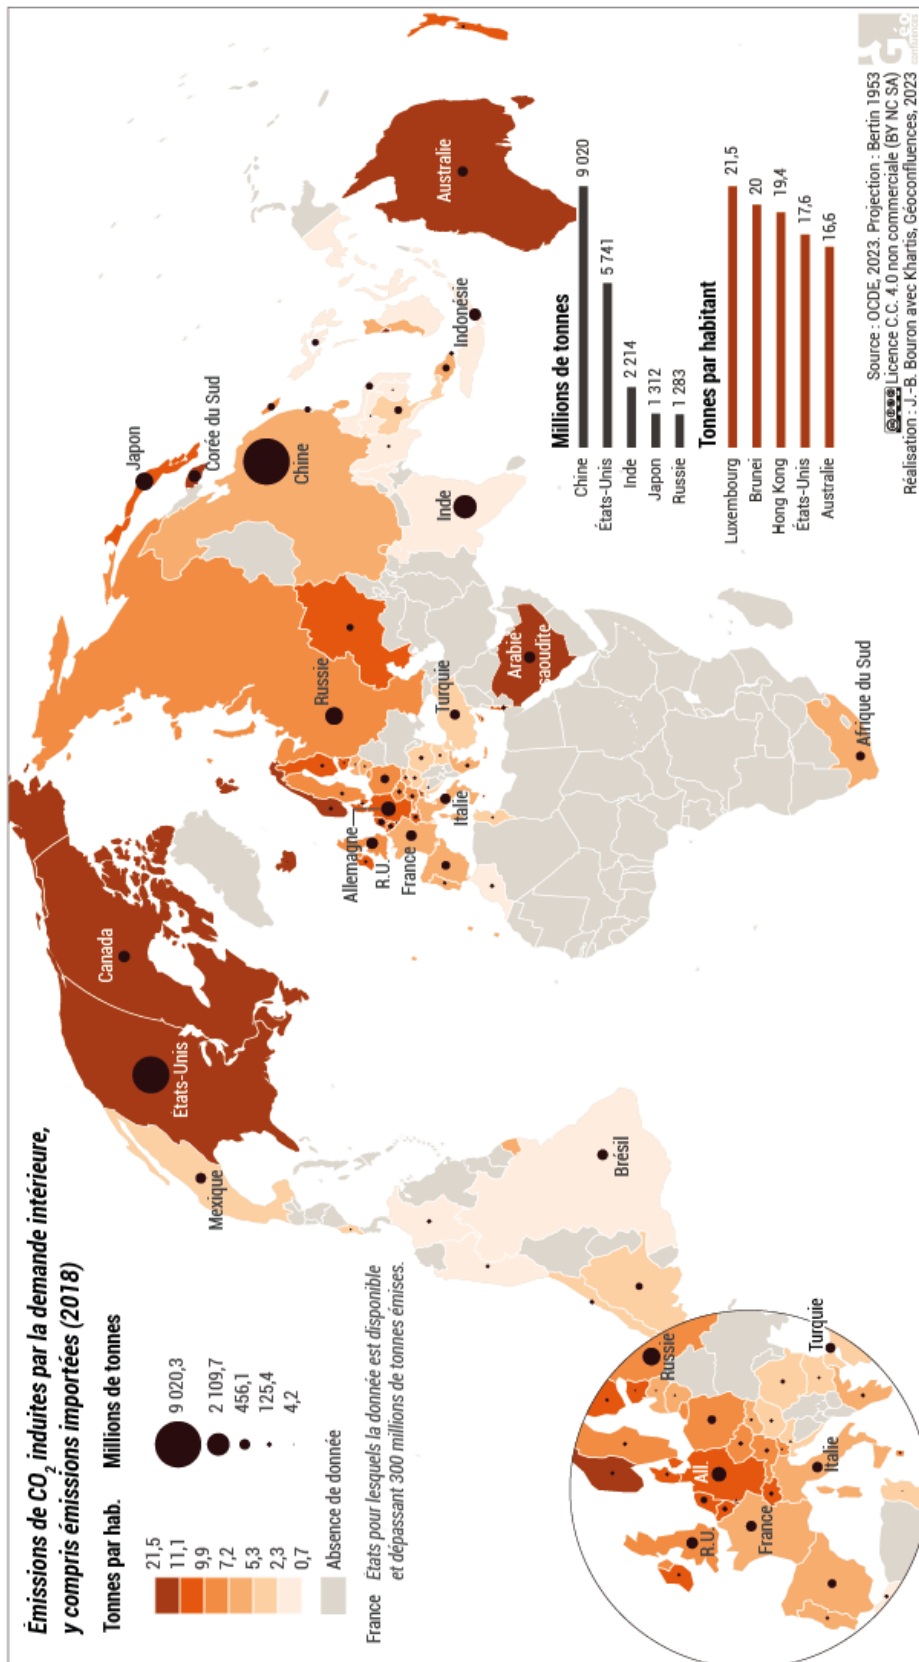 Émissions de CO2 induites par la demande intérieure,
y compris émissions importées (2018)
Tonnes par hab.
21,5
11,1
9,9
7,2
5,3
2,3
0,7
Absence de donnée
Millions de tonnes
9 020,3
2 109,7
456,1
125,4
4,2
France États pour lesquels la donnée est disponible
et dépassant 300 millions de tonnes émises.
Canada
États-Unis
Mexique
Brésil
Allemagne
R.U.
France
Italie
Russie
Turquie
Arabie
saoudite
Afrique du Sud
Japon
Corée du Sud
Chine
Inde
Indonésie
Australie
Russie
All.
R.U.
France
Italie
Turquie
Millions de tonnes
Chine 9 020
États-Unis 5 741
Inde 2 214
Japon 1 312
Russie 1 283
Tonnes par habitant
Luxembourg 21,5
Brunei 20
Hong Kong 19,4
États-Unis 17,6
Australie 16,6
Source : OCDE, 2023. Projection : Bertin 1953
Licence C.C. 4.0 non commerciale (BY NC SA)
Réalisation : J.-B. Bouron avec Khartis, Géoconfluences, 2023
Géo
confluences